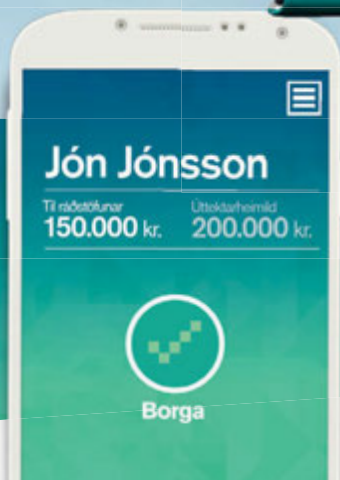 Jón Jónsson
Til ráðstöfunar Úttektarheimild
150.000 kr. 200.000 kr.
Borga